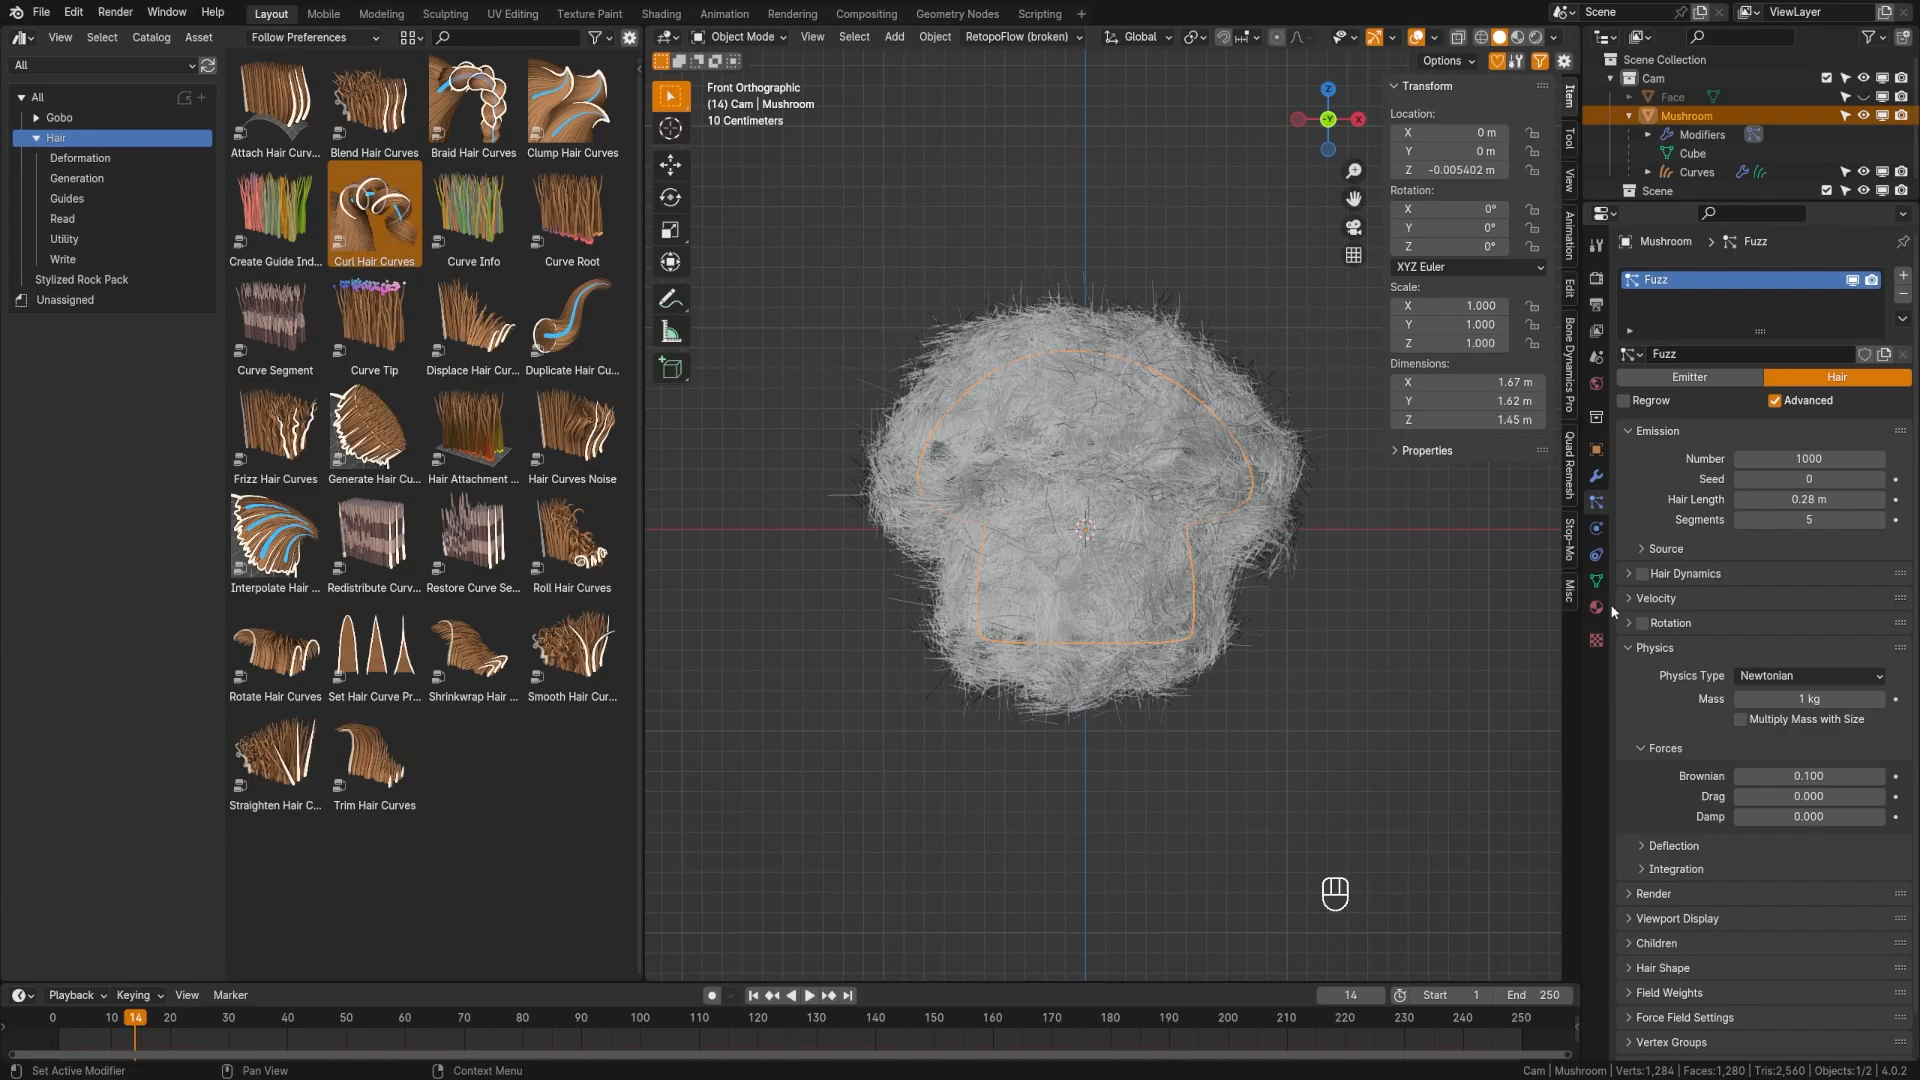 File Edit Render Window Help Layout Mobile Modeling Sculpting UV Editing Texture Paint Shading Animation Rendering Compositing Geometry Nodes Scripting + Scene ViewLayer
View Select Catalog Asset Follow Preferences
Object Mode View Select Add Object RetopoFlow (broken) Global
Options
All
All
Gobo
Hair
Deformation
Generation
Guides
Read
Utility
Write
Stylized Rock Pack
Unassigned
Attach Hair Curv... Blend Hair Curves Braid Hair Curves Clump Hair Curves
Create Guide Ind... Curl Hair Curves Curve Info Curve Root
Curve Segment Curve Tip Displace Hair Cur... Duplicate Hair Cu...
Frizz Hair Curves Generate Hair Cu... Hair Attachment ... Hair Curves Noise
Interpolate Hair ... Redistribute Curv... Restore Curve Se... Roll Hair Curves
Rotate Hair Curves Set Hair Curve Pr... Shrinkwrap Hair ... Smooth Hair Cur...
Straighten Hair C... Trim Hair Curves
Front Orthographic
(14) Cam | Mushroom
10 Centimeters
Z
-Y
X
Transform
Location:
X 0 m
Y 0 m
Z -0.005402 m
Rotation:
X 0°
Y 0°
Z 0°
XYZ Euler
Scale:
X 1.000
Y 1.000
Z 1.000
Dimensions:
X 1.67 m
Y 1.62 m
Z 1.45 m
Properties
Item
Tool
View
Animation
Edit
Bone Dynamics Pro
Quad Remesh
Stop-Mo
Misc
Scene Collection
Cam
Face
Mushroom
Modifiers
Cube
Curves
Scene
Mushroom Fuzz
Fuzz
Fuzz
Emitter Hair
Regrow Advanced
Emission
Number 1000
Seed 0
Hair Length 0.28 m
Segments 5
Source
Hair Dynamics
Velocity
Rotation
Physics
Physics Type Newtonian
Mass 1 kg
Multiply Mass with Size
Forces
Brownian 0.100
Drag 0.000
Damp 0.000
Deflection
Integration
Render
Viewport Display
Children
Hair Shape
Field Weights
Force Field Settings
Vertex Groups
Playback Keying View Marker 14 Start 1 End 250
0 10 14 20 30 40 50 60 70 80 90 100 110 120 130 140 150 160 170 180 190 200 210 220 230 240 250
Set Active Modifier Pan View Context Menu Cam | Mushroom | Verts:1,284 | Faces:1,280 | Tris:2,560 | Objects:1/2 | 4.0.2